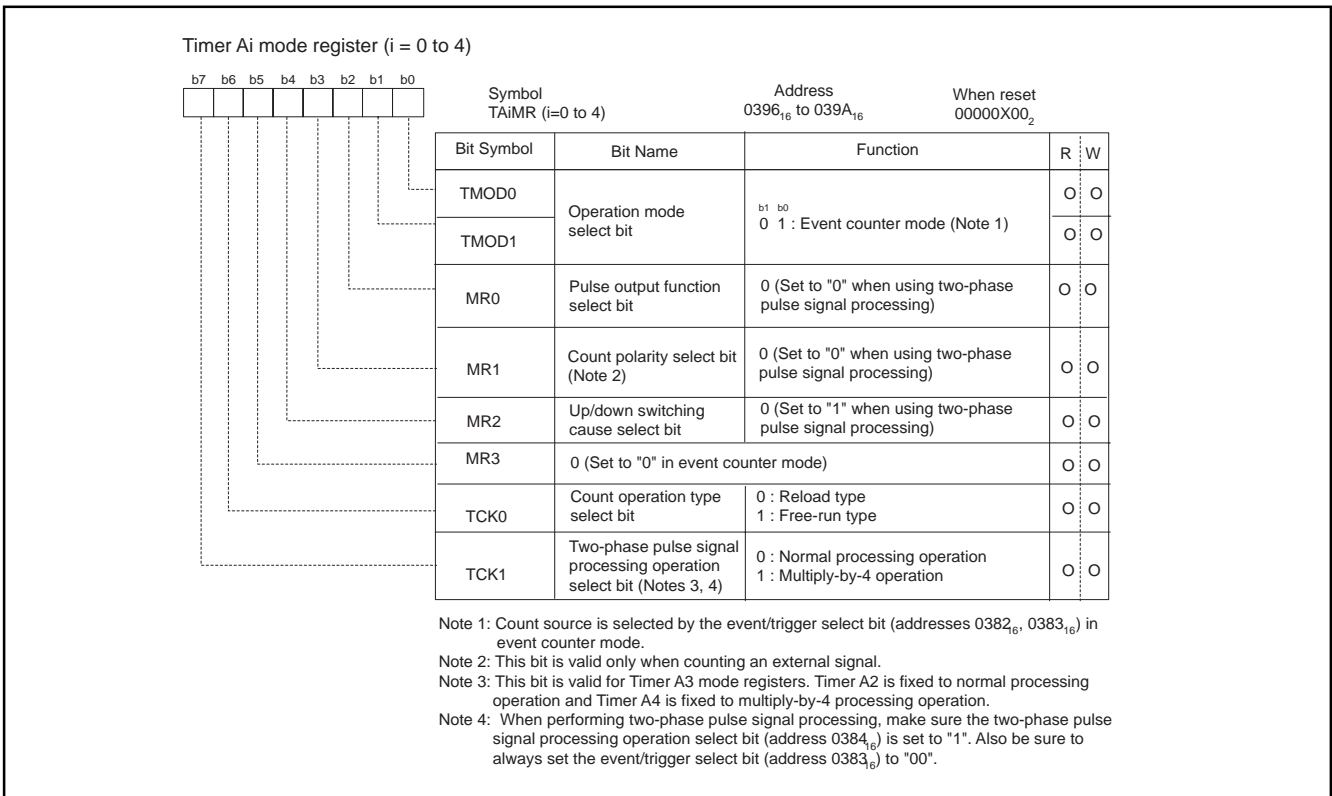 Timer Ai mode register (i = 0 to 4)
b7 b6 b5 b4 b3 b2 b1 b0
Symbol Address When reset
TAiMR (i=0 to 4) 0396₁₆ to 039A₁₆ 00000X00₂
Bit Symbol Bit Name Function R W
TMOD0 O O
Operation mode select bit
b1 b0
0 1 : Event counter mode (Note 1)
TMOD1 O O
MR0 Pulse output function 0 (Set to "0" when using two-phase O O
select bit pulse signal processing)
MR1 Count polarity select bit 0 (Set to "0" when using two-phase O O
(Note 2) pulse signal processing)
MR2 Up/down switching 0 (Set to "1" when using two-phase O O
cause select bit pulse signal processing)
MR3 0 (Set to "0" in event counter mode) O O
TCK0 Count operation type 0 : Reload type O O
select bit 1 : Free-run type
Two-phase pulse signal
TCK1 processing operation 0 : Normal processing operation O O
select bit (Notes 3, 4) 1 : Multiply-by-4 operation
Note 1: Count source is selected by the event/trigger select bit (addresses 0382₁₆, 0383₁₆) in
event counter mode.
Note 2: This bit is valid only when counting an external signal.
Note 3: This bit is valid for Timer A3 mode registers. Timer A2 is fixed to normal processing
operation and Timer A4 is fixed to multiply-by-4 processing operation.
Note 4: When performing two-phase pulse signal processing, make sure the two-phase pulse
signal processing operation select bit (address 0384₁₆) is set to "1". Also be sure to
always set the event/trigger select bit (address 0383₁₆) to "00".